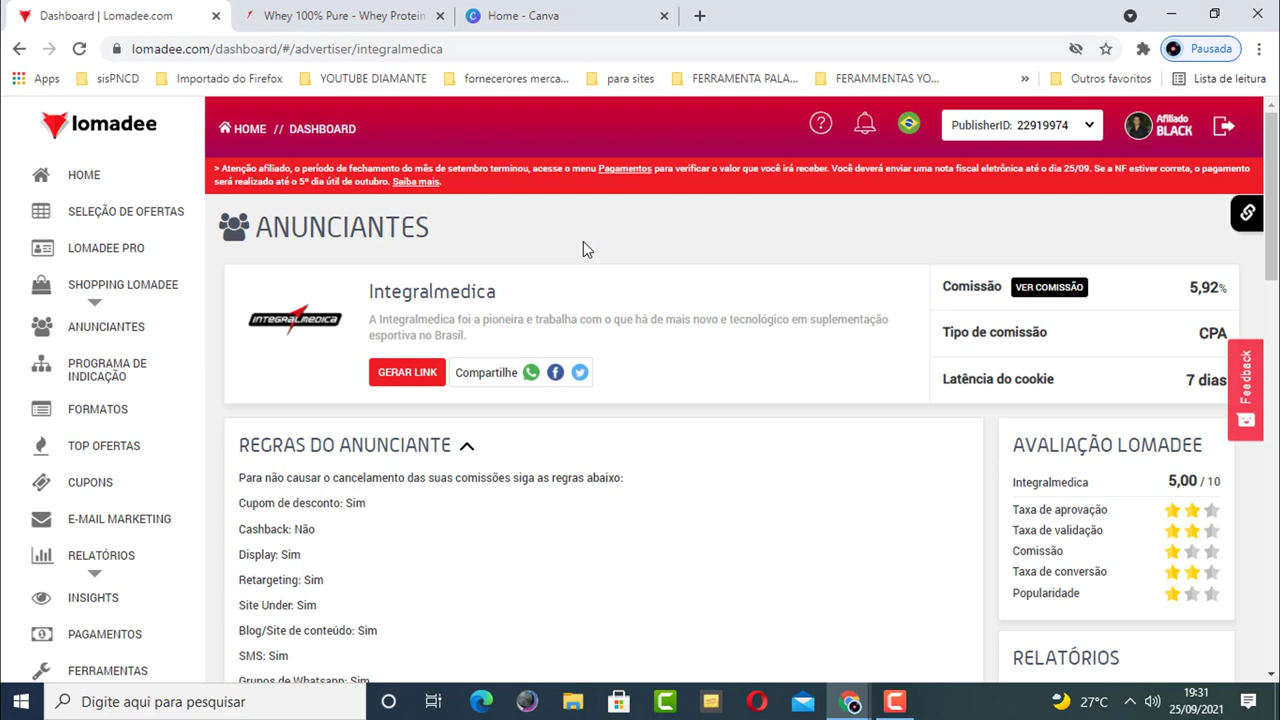 Dashboard | Lomadee.com
Whey 100% Pure - Whey Protein
Home - Canva
lomadee.com/dashboard/#/advertiser/integralmedica
Pausada
Apps
sisPNCD
Importado do Firefox
YOUTUBE DIAMANTE
fornecerores merca...
para sites
FERRAMENTA PALA...
FERAMMENTAS YO...
»
Outros favoritos
Lista de leitura
lomadee
HOME // DASHBOARD
PublisherID: 22919974
Afiliado
BLACK
> Atenção afiliado, o período de fechamento do mês de setembro terminou, acesse o menu Pagamentos para verificar o valor que você irá receber. Você deverá enviar uma nota fiscal eletrônica até o dia 25/09. Se a NF estiver correta, o pagamento
será realizado até o 5º dia útil de outubro. Saiba mais.
HOME
SELEÇÃO DE OFERTAS
LOMADEE PRO
SHOPPING LOMADEE
ANUNCIANTES
PROGRAMA DE
INDICAÇÃO
FORMATOS
TOP OFERTAS
CUPONS
E-MAIL MARKETING
RELATÓRIOS
INSIGHTS
PAGAMENTOS
FERRAMENTAS
ANUNCIANTES
INTEGRALMEDICA
Integralmedica
A Integralmedica foi a pioneira e trabalha com o que há de mais novo e tecnológico em suplementação
esportiva no Brasil.
GERAR LINK
Compartilhe
Comissão VER COMISSÃO 5,92%
Tipo de comissão CPA
Latência do cookie 7 dias
Feedback
REGRAS DO ANUNCIANTE
Para não causar o cancelamento das suas comissões siga as regras abaixo:
Cupom de desconto: Sim
Cashback: Não
Display: Sim
Retargeting: Sim
Site Under: Sim
Blog/Site de conteúdo: Sim
SMS: Sim
Grupos de Whatsapp: Sim
AVALIAÇÃO LOMADEE
Integralmedica 5,00 / 10
Taxa de aprovação
Taxa de validação
Comissão
Taxa de conversão
Popularidade
RELATÓRIOS
Digite aqui para pesquisar
27°C
19:31
25/09/2021